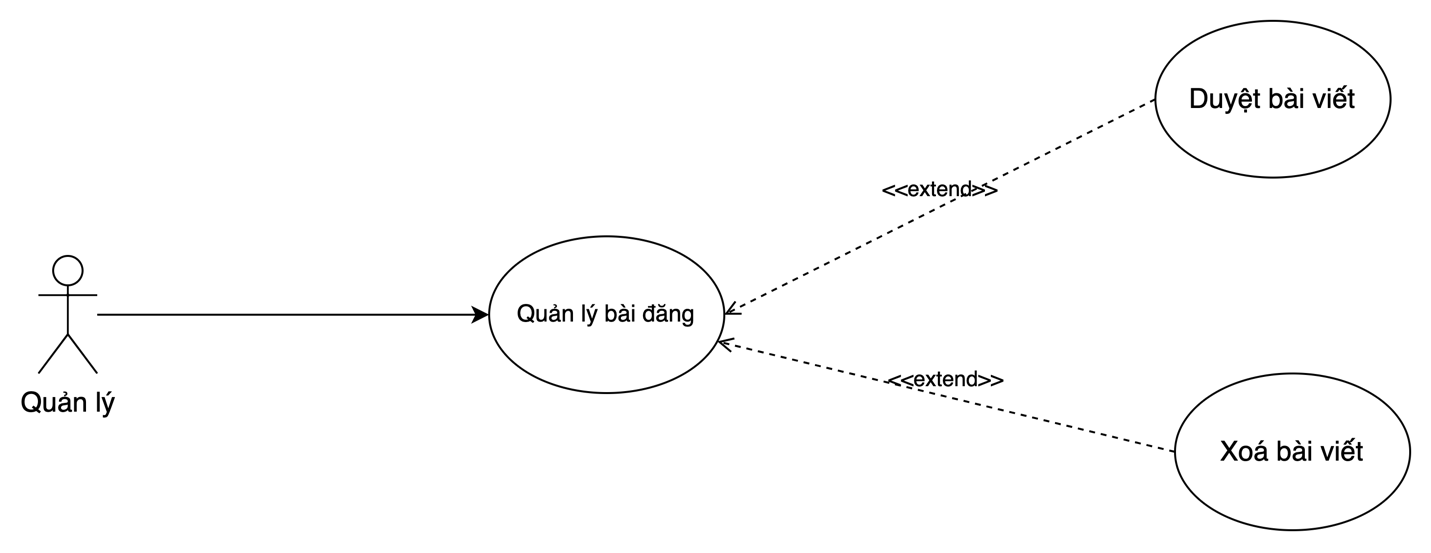 Duyệt bài viết
<<extend>>
Quản lý bài đăng
<<extend>>
Quản lý
Xoá bài viết